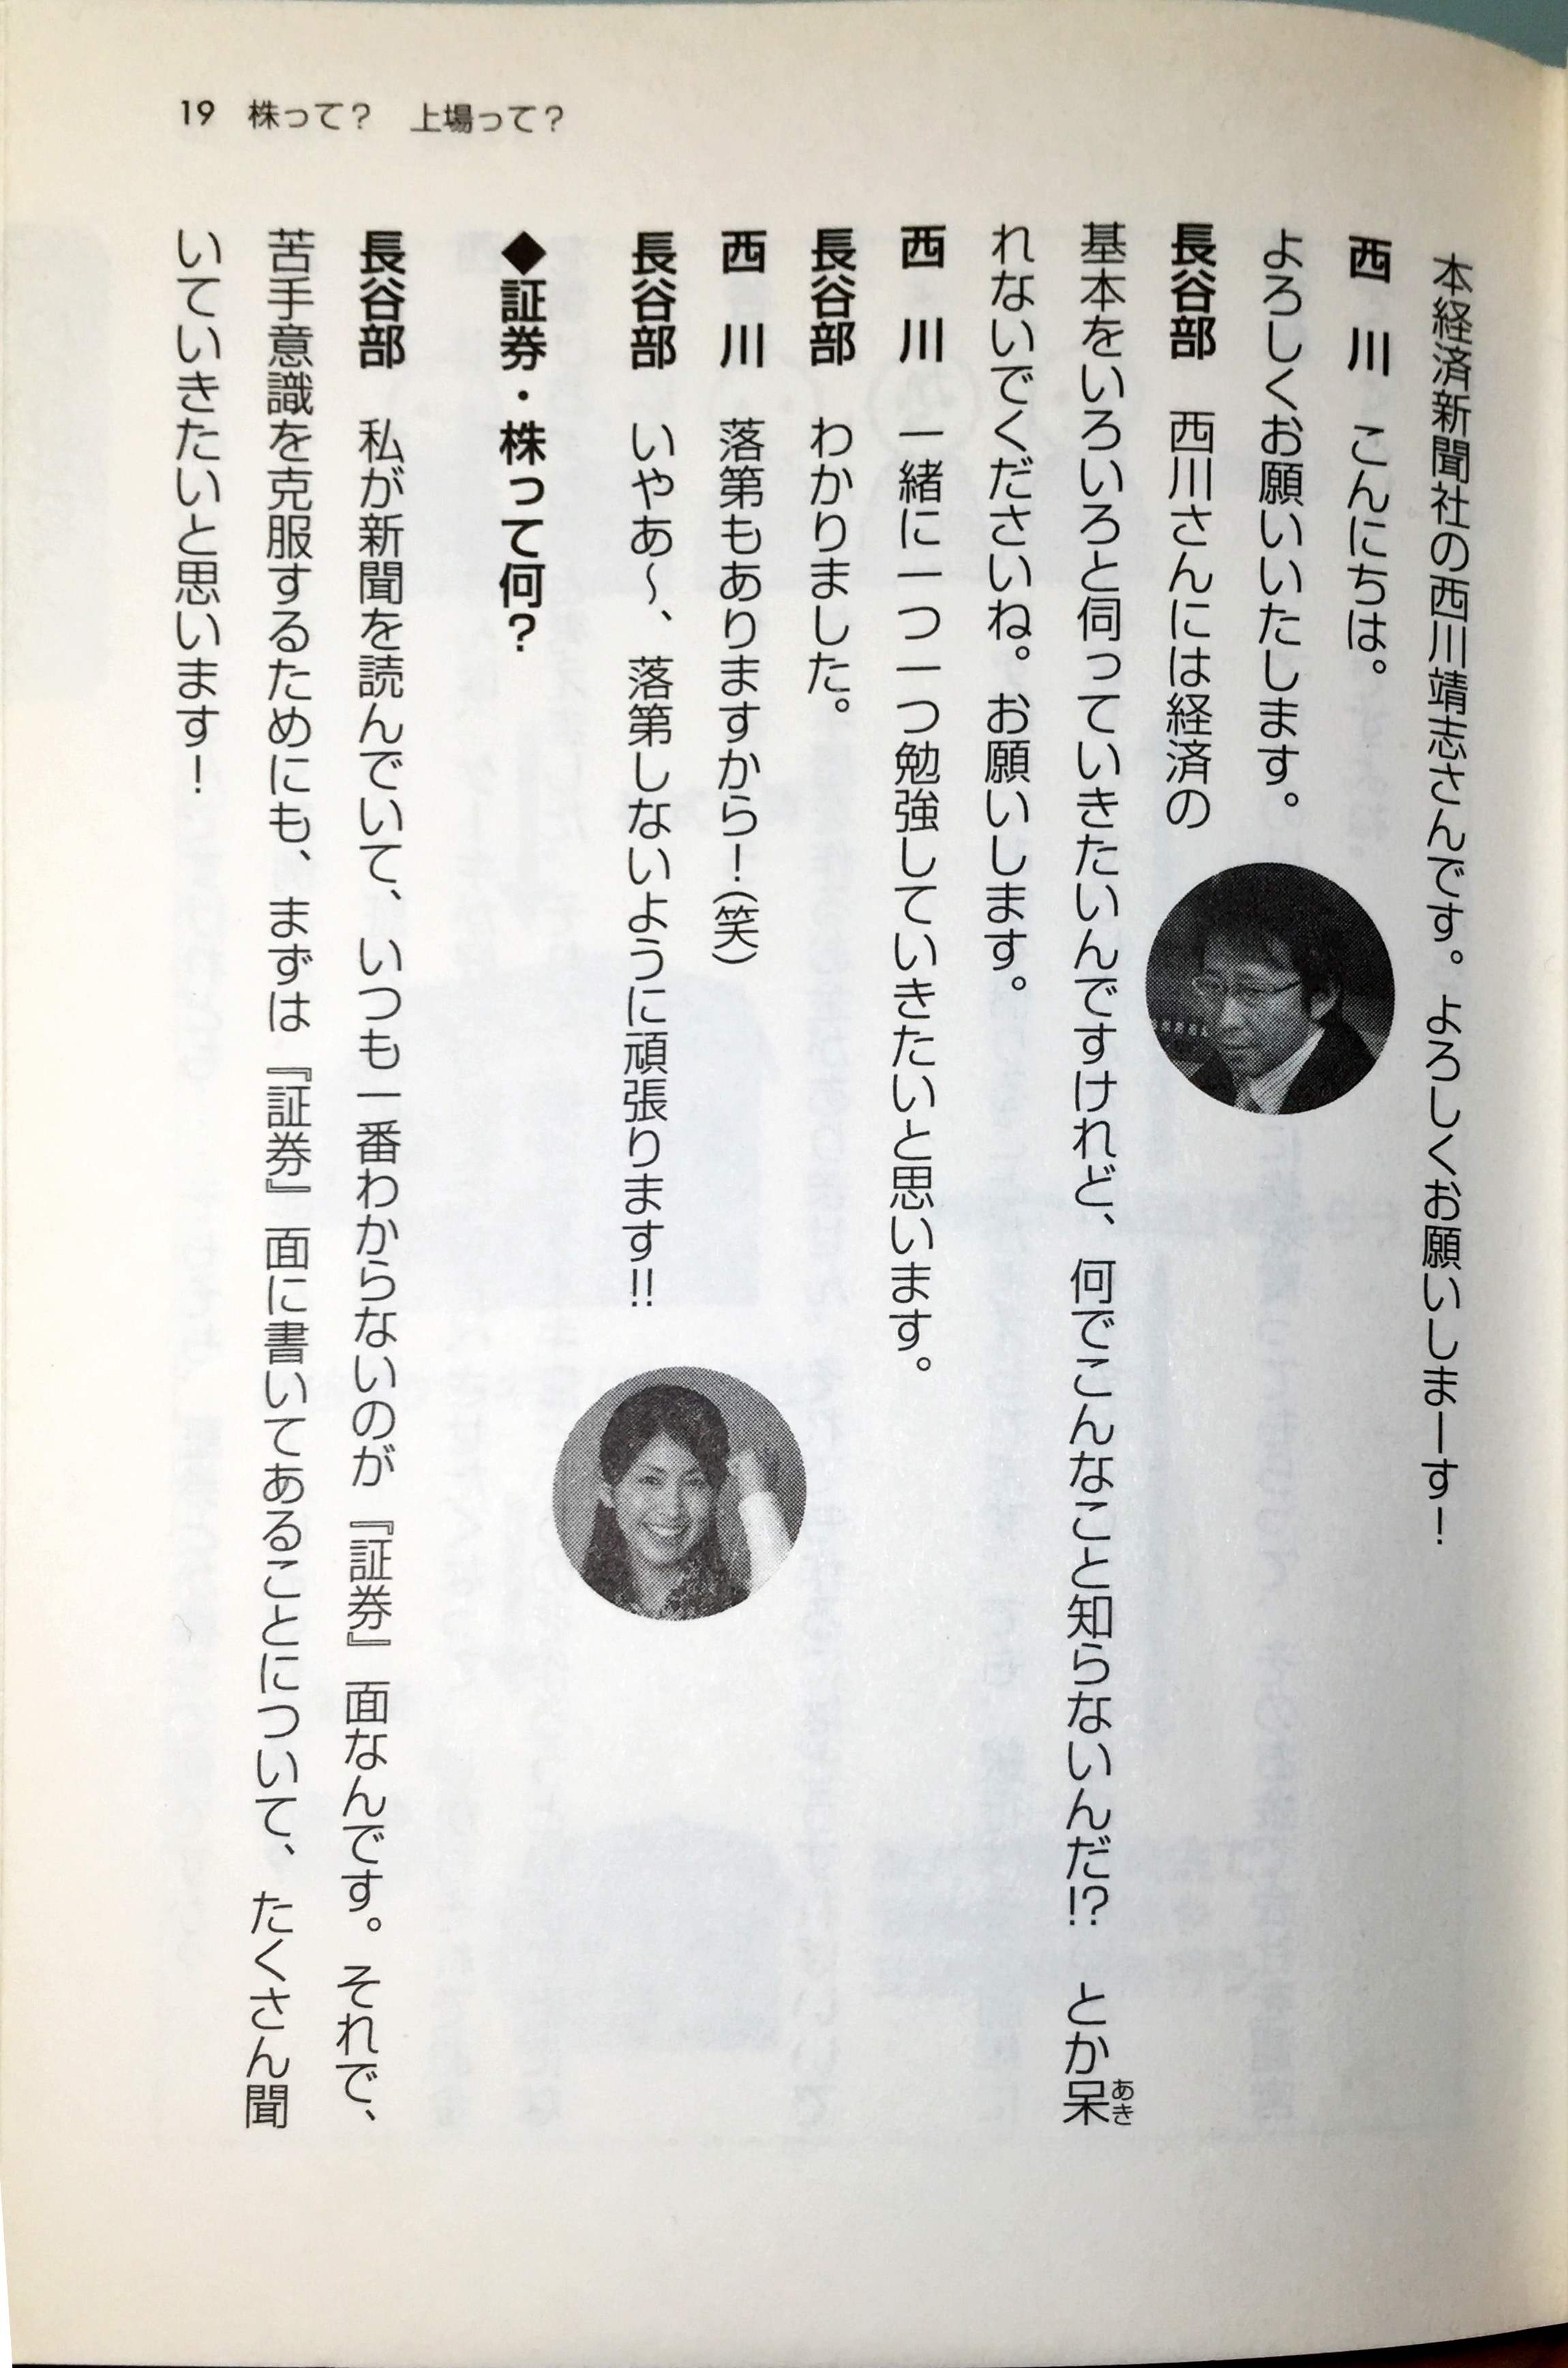 19 株って？ 上場って？
本経済新聞社の西川靖志さんです。よろしくお願いしまーす！
西 川 こんにちは。
よろしくお願いいたします。
長谷部 西川さんには経済の
基本をいろいろと伺っていきたいんですけれど、何でこんなこと知らないんだ!? とか呆
あき
れないでくださいね。お願いします。
西 川 一緒に一つ一つ勉強していきたいと思います。
長谷部 わかりました。
西 川 落第もありますから！（笑）
長谷部 いやあ〜、落第しないように頑張ります!!
◆証券・株って何？
長谷部 私が新聞を読んでいて、いつも一番わからないのが『証券』面なんです。それで、
苦手意識を克服するためにも、まずは『証券』面に書いてあることについて、たくさん聞
いていきたいと思います！